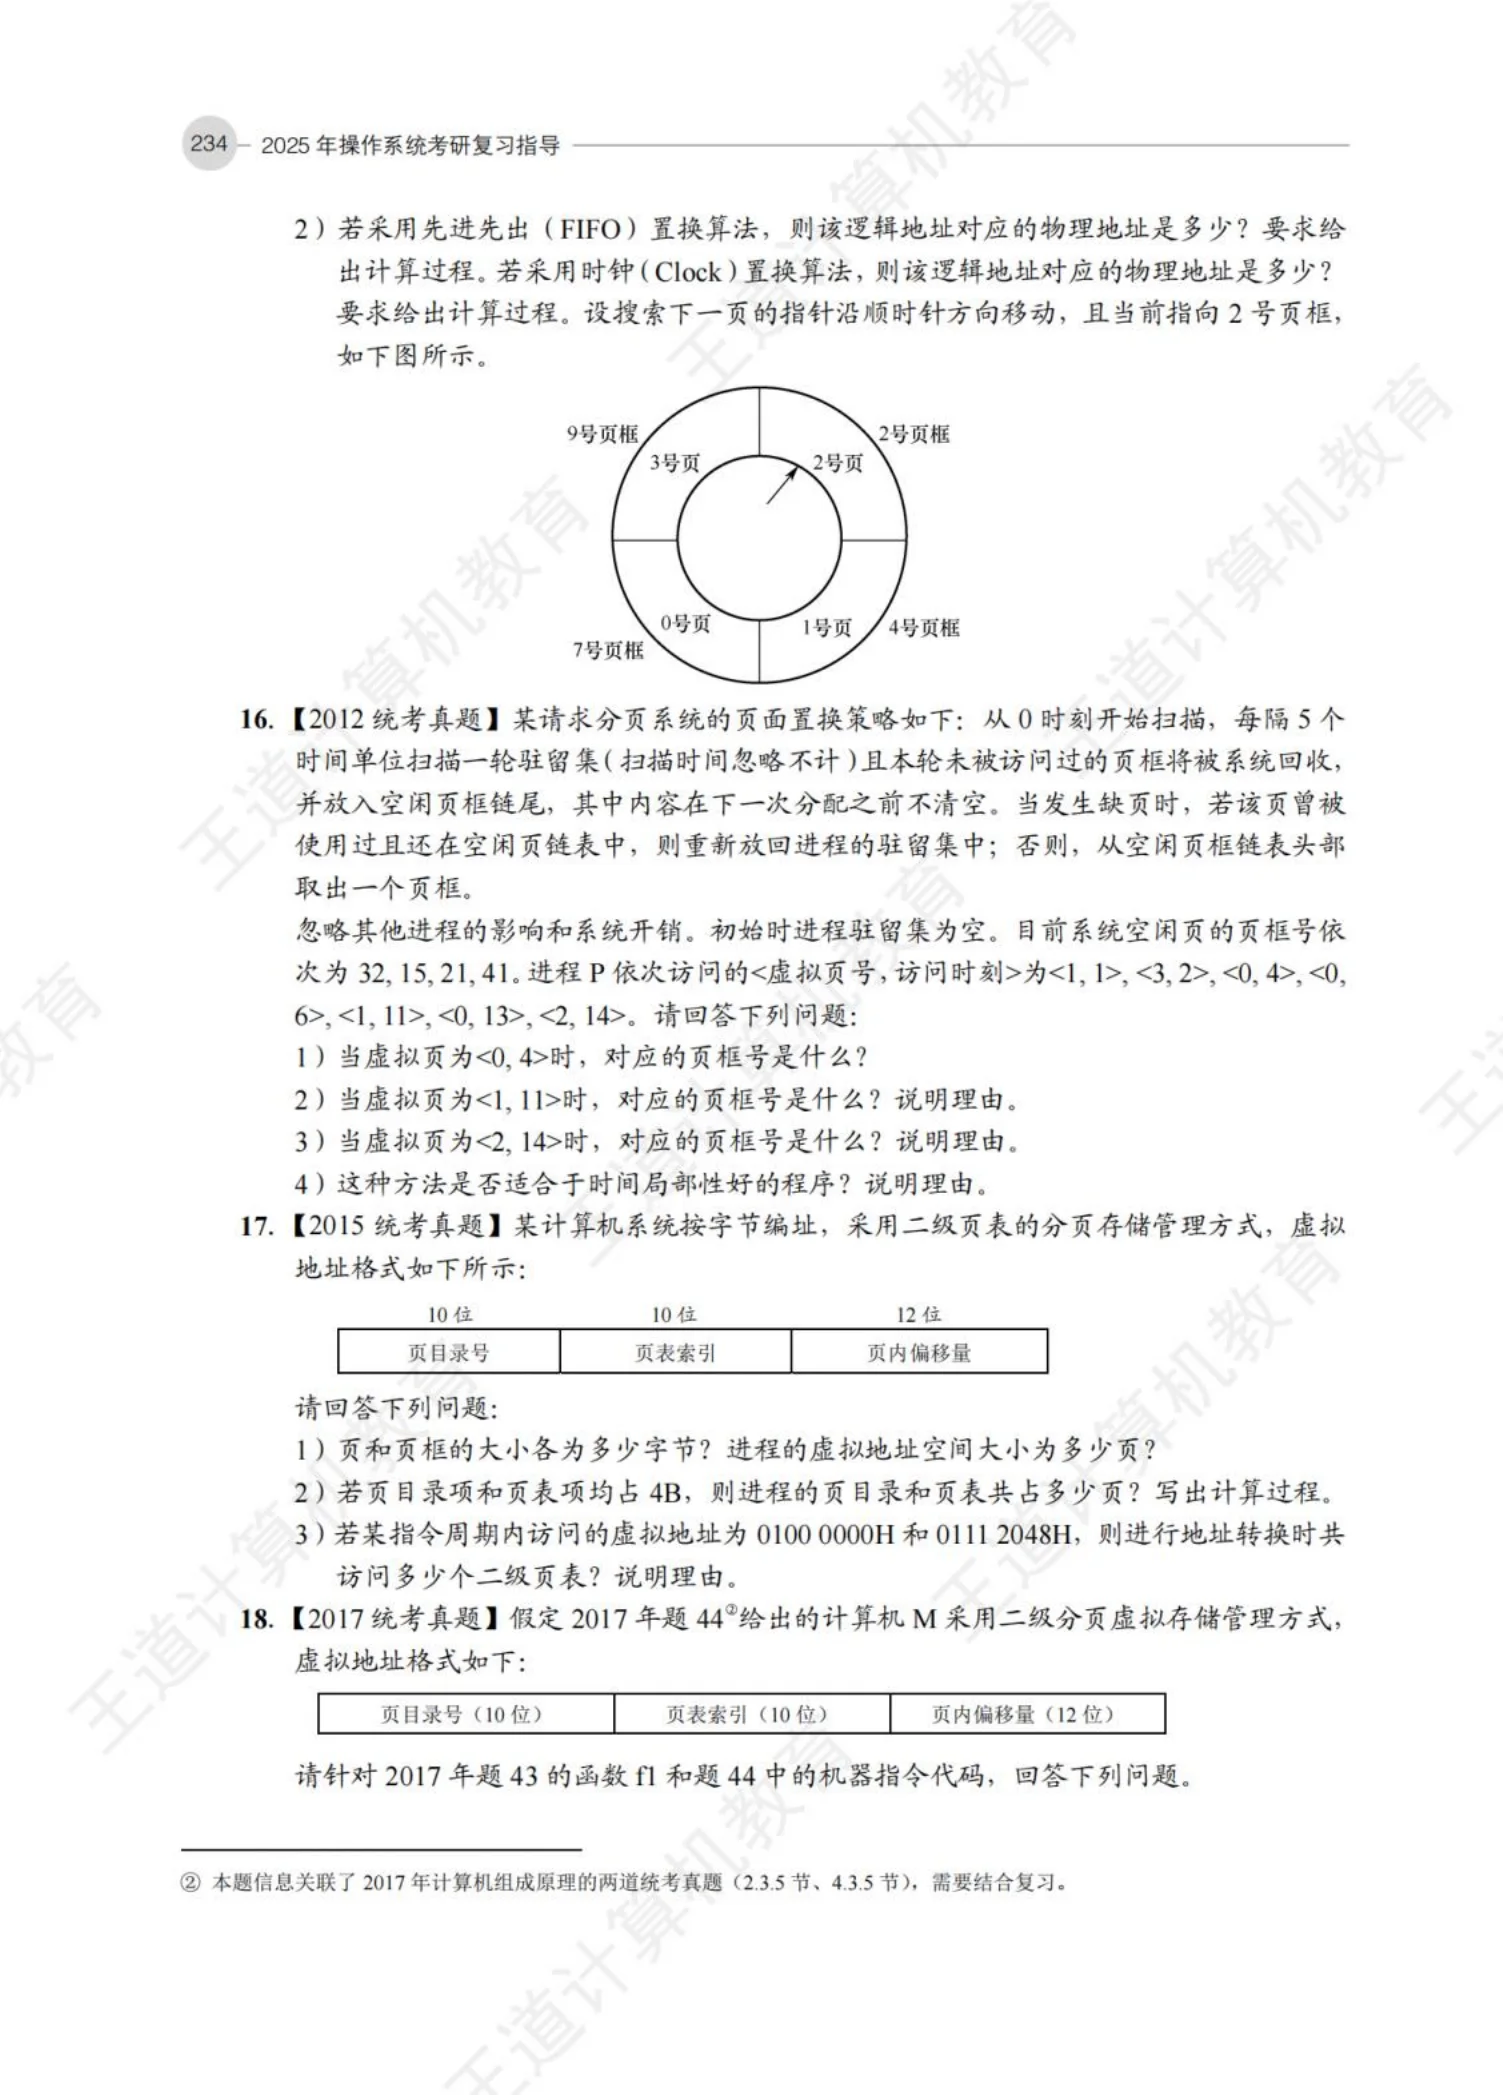 234
2025 年操作系统考研复习指导
2）若采用先进先出（FIFO）置换算法，则该逻辑地址对应的物理地址是多少？要求给
出计算过程。若采用时钟（Clock）置换算法，则该逻辑地址对应的物理地址是多少？
要求给出计算过程。设搜索下一页的指针沿顺时针方向移动，且当前指向 2 号页框，
如下图所示。
9号页框
2号页框
3号页
2号页
0号页
1号页
4号页框
7号页框
16. 【2012 统考真题】某请求分页系统的页面置换策略如下：从 0 时刻开始扫描，每隔 5 个
时间单位扫描一轮驻留集（扫描时间忽略不计）且本轮未被访问过的页框将被系统回收，
并放入空闲页框链尾，其中内容在下一次分配之前不清空。当发生缺页时，若该页曾被
使用过且还在空闲页链表中，则重新放回进程的驻留集中；否则，从空闲页框链表头部
取出一个页框。
忽略其他进程的影响和系统开销。初始时进程驻留集为空。目前系统空闲页的页框号依
次为 32, 15, 21, 41。进程 P 依次访问的<虚拟页号, 访问时刻>为<1, 1>, <3, 2>, <0, 4>, <0,
6>, <1, 11>, <0, 13>, <2, 14>。请回答下列问题：
1）当虚拟页为<0, 4>时，对应的页框号是什么？
2）当虚拟页为<1, 11>时，对应的页框号是什么？说明理由。
3）当虚拟页为<2, 14>时，对应的页框号是什么？说明理由。
4）这种方法是否适合于时间局部性好的程序？说明理由。
17. 【2015 统考真题】某计算机系统按字节编址，采用二级页表的分页存储管理方式，虚拟
地址格式如下所示：
10 位 10 位 12 位
页目录号 页表索引 页内偏移量
请回答下列问题：
1）页和页框的大小各为多少字节？进程的虚拟地址空间大小为多少页？
2）若页目录项和页表项均占 4B，则进程的页目录和页表共占多少页？写出计算过程。
3）若某指令周期内访问的虚拟地址为 0100 0000H 和 0111 2048H，则进行地址转换时共
访问多少个二级页表？说明理由。
18. 【2017 统考真题】假定 2017 年题 44②给出的计算机 M 采用二级分页虚拟存储管理方式，
虚拟地址格式如下：
页目录号（10 位） 页表索引（10 位） 页内偏移量（12 位）
请针对 2017 年题 43 的函数 f1 和题 44 中的机器指令代码，回答下列问题。
② 本题信息关联了 2017 年计算机组成原理的两道统考真题（2.3.5 节、4.3.5 节），需要结合复习。
王道计算机教育